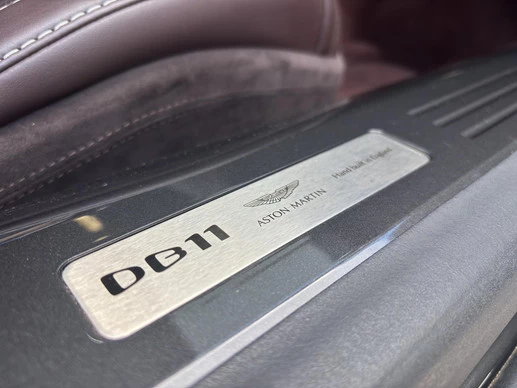 DB11
ASTON MARTIN
Hand built in England